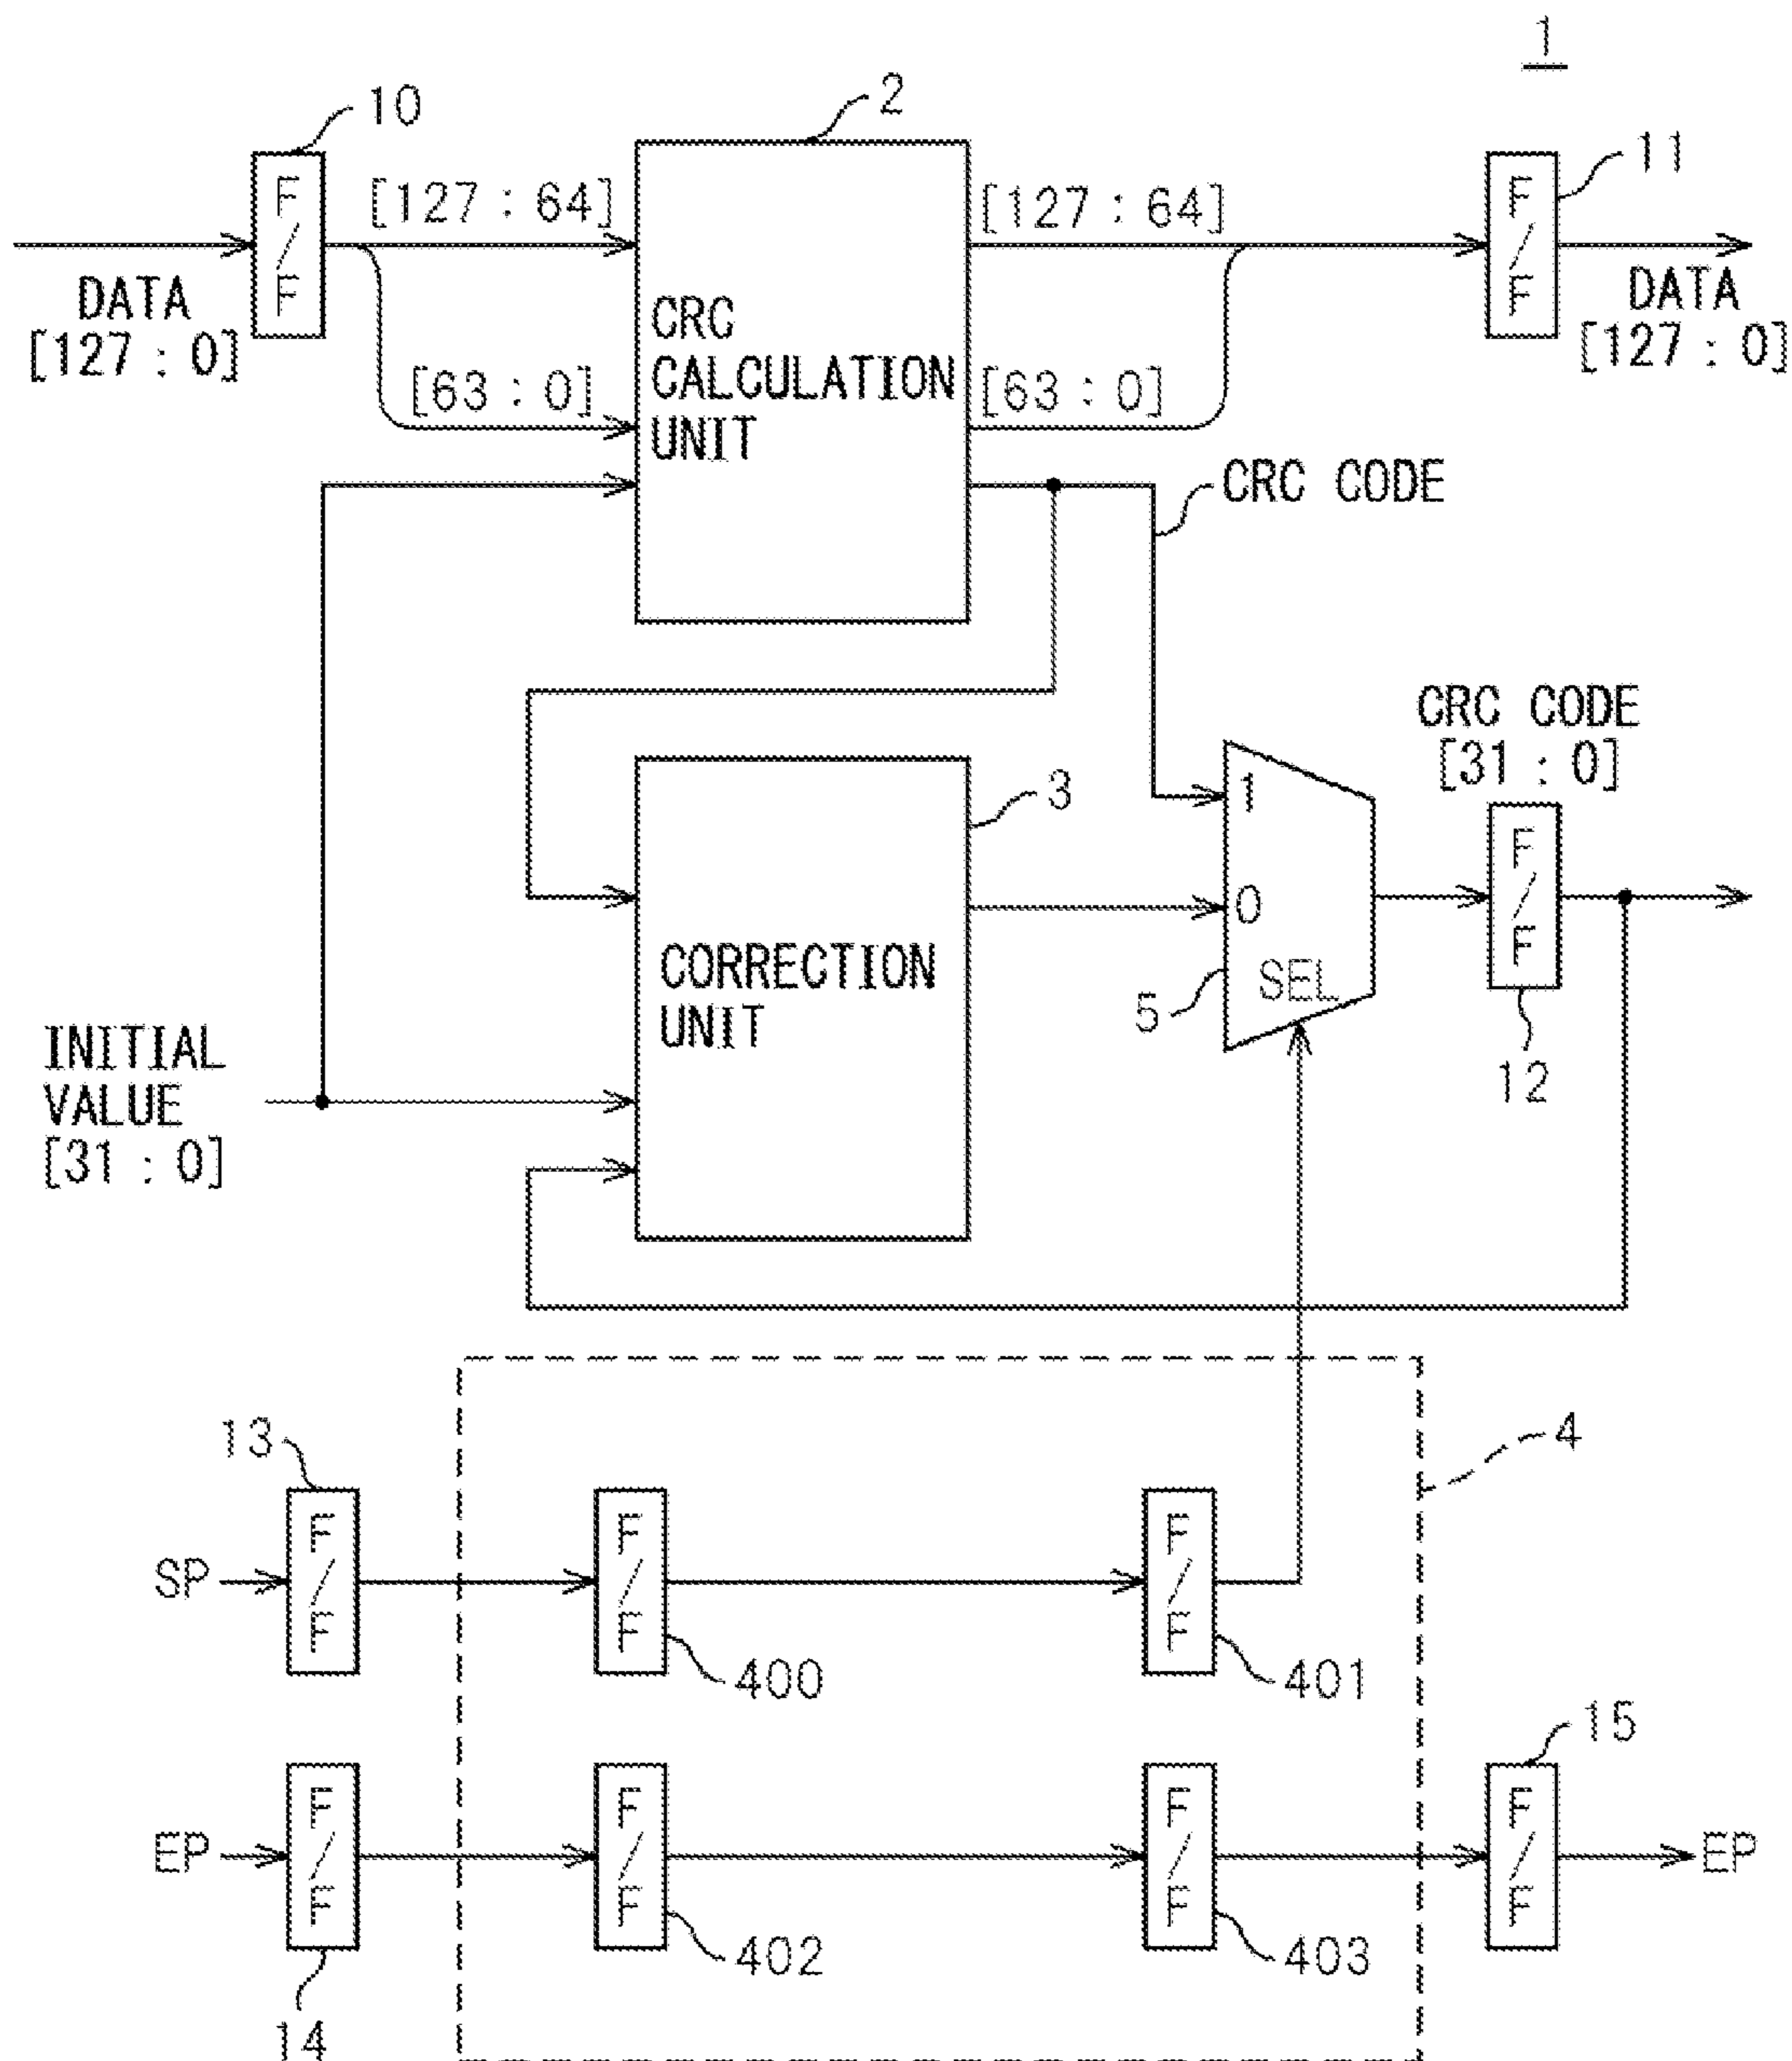 1
10
2
11
F/F
[127 : 64]
[127 : 64]
F/F
DATA
[127 : 0]
CRC
CALCULATION
UNIT
DATA
[127 : 0]
[63 : 0]
[63 : 0]
CRC CODE
CRC CODE
[31 : 0]
3
1
0
SEL
5
F/F
12
CORRECTION
UNIT
INITIAL
VALUE
[31 : 0]
4
13
SP
F/F
F/F
F/F
400
401
15
EP
F/F
F/F
F/F
F/F
EP
14
402
403